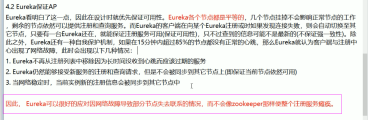 4.2 Eureka保证AP
Eureka看明白了这一点，因此在设计时就优先保证可用性。Eureka各个节点都是平等的，几个节点挂掉不会影响正常节点的工作
，剩余的节点依然可以提供注册和查询服务。而Eureka的客户端在向某个Eureka注册或时如果发现连接失败，则会自动切换至其
它节点，只要有一台Eureka还在，就能保证注册服务可用(保证可用性)，只不过查到的信息可能不是最新的(不保证强一致性)。除
此之外，Eureka还有一种自我保护机制，如果在15分钟内超过85%的节点都没有正常的心跳，那么Eureka就认为客户端与注册中
心出现了网络故障，此时会出现以下几种情况：
1. Eureka不再从注册列表中移除因为长时间没收到心跳而应该过期的服务
2. Eureka仍然能够接受新服务的注册和查询请求，但是不会被同步到其它节点上(即保证当前节点依然可用)
3. 当网络稳定时，当前实例新的注册信息会被同步到其它节点中
因此， Eureka可以很好的应对因网络故障导致部分节点失去联系的情况，而不会像zookeeper那样使整个注册服务瘫痪。